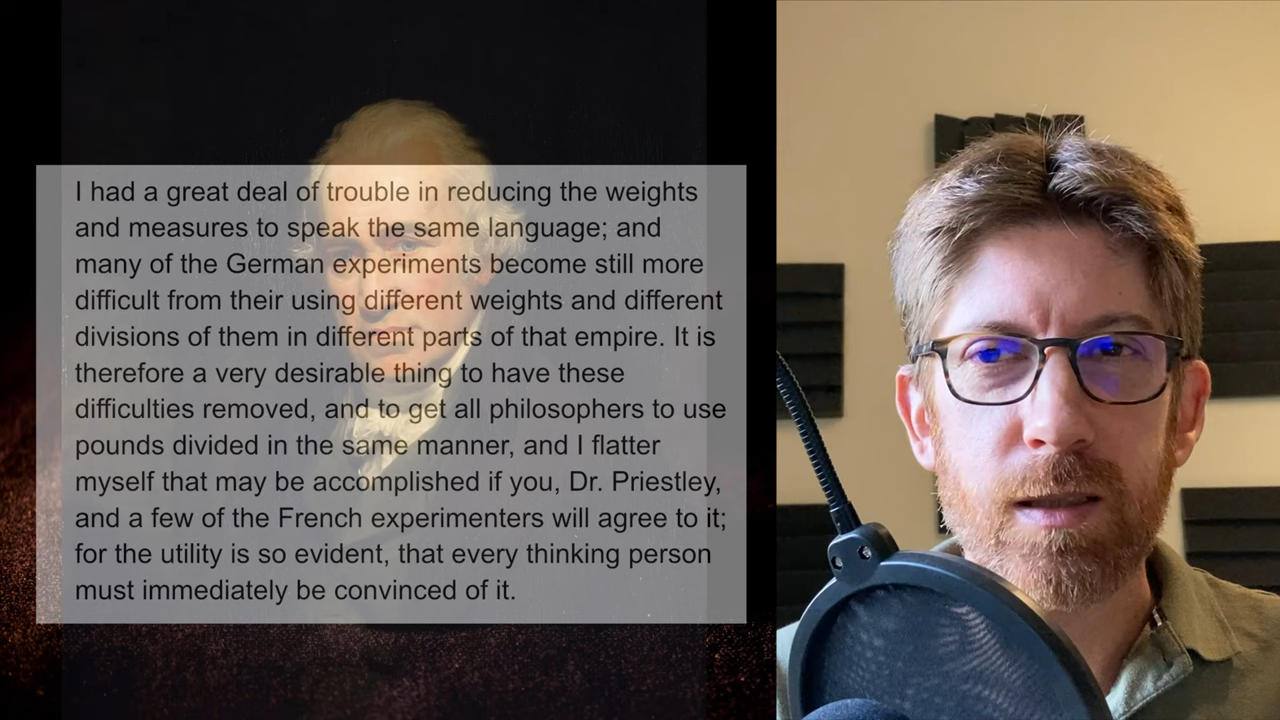 I had a great deal of trouble in reducing the weights
and measures to speak the same language; and
many of the German experiments become still more
difficult from their using different weights and different
divisions of them in different parts of that empire. It is
therefore a very desirable thing to have these
difficulties removed, and to get all philosophers to use
pounds divided in the same manner, and I flatter
myself that may be accomplished if you, Dr. Priestley,
and a few of the French experimenters will agree to it;
for the utility is so evident, that every thinking person
must immediately be convinced of it.